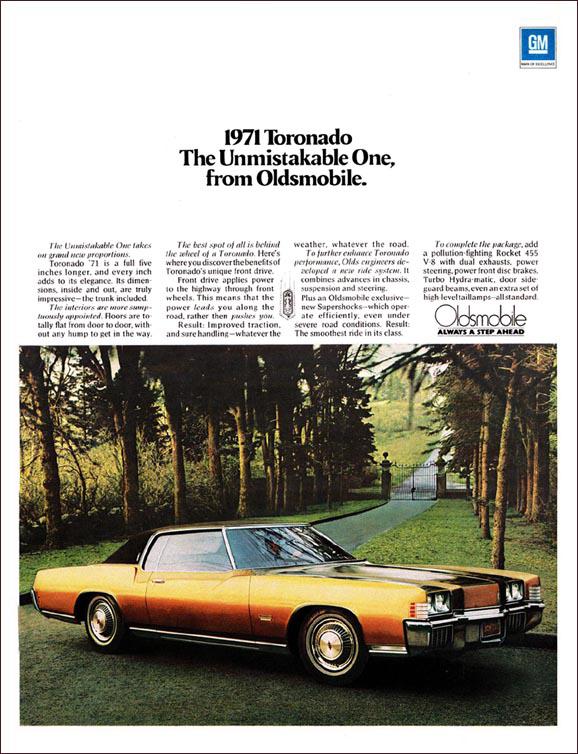 GM
MARK OF EXCELLENCE
1971 Toronado
The Unmistakable One,
from Oldsmobile.
The Unmistakable One takes
on grand new proportions.
Toronado '71 is a full five
inches longer, and every inch
adds to its elegance. Its dimen-
sions, inside and out, are truly
impressive—the trunk included.
The interiors are more sump-
tuously appointed. Floors are to-
tally flat from door to door, with-
out any hump to get in the way.
The best spot of all is behind
the wheel of a Toronado. Here's
where you discover the benefits of
Toronado's unique front drive.
Front drive applies power
to the highway through the front
wheels. This means that the
power leads you along the
road, rather then pushes you.
Result: Improved traction,
and sure handling—whatever the
weather, whatever the road.
To further enhance Toronado
performance, Olds engineers de-
veloped a new ride system. It
combines advances in chassis,
suspension and steering.
Plus an Oldsmobile exclusive—
new Supershocks—which oper-
ate efficiently, even under
severe road conditions. Result:
The smoothest ride in its class.
To complete the package, add
a pollution-fighting Rocket 455
V-8 with dual exhausts, power
steering, power front disc brakes,
Turbo Hydra-matic, door side-
guard beams, even an extra set of
high-level taillamps—all standard.
Oldsmobile
ALWAYS A STEP AHEAD